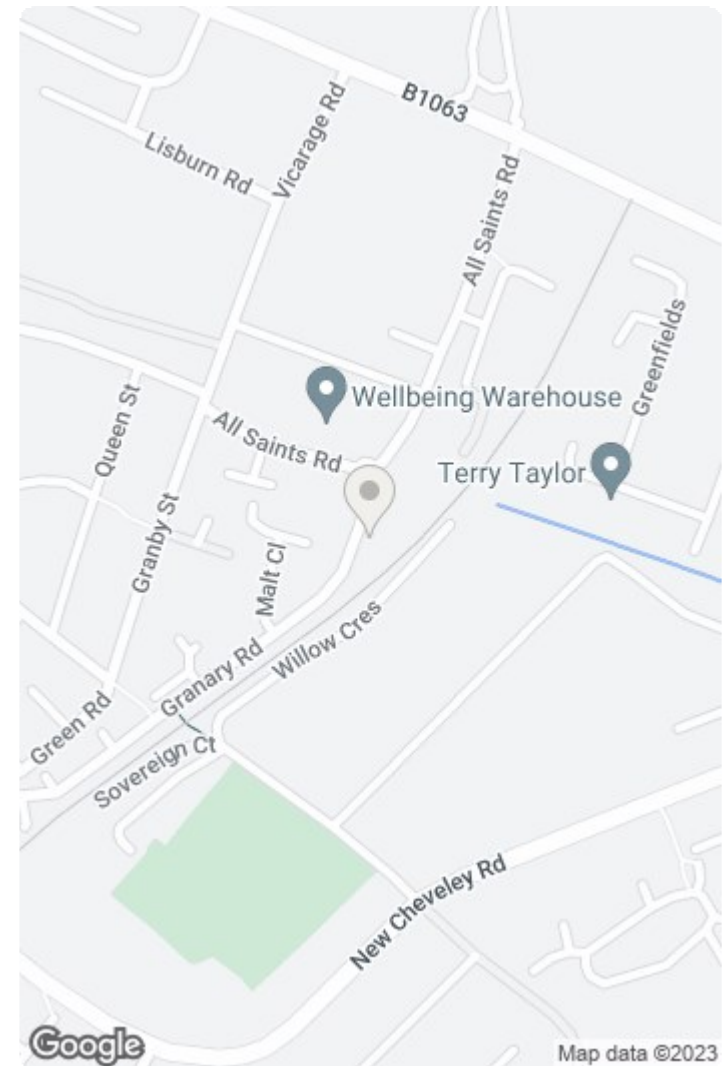 B1063
Vicarage Rd
Lisburn Rd
All Saints Rd
Greenfields
Wellbeing Warehouse
Queen St
All Saints Rd
Terry Taylor
Granby St
Malt Cl
Willow Cres
Granary Rd
Green Rd
Sovereign Ct
New Cheveley Rd
Google
Map data ©2023